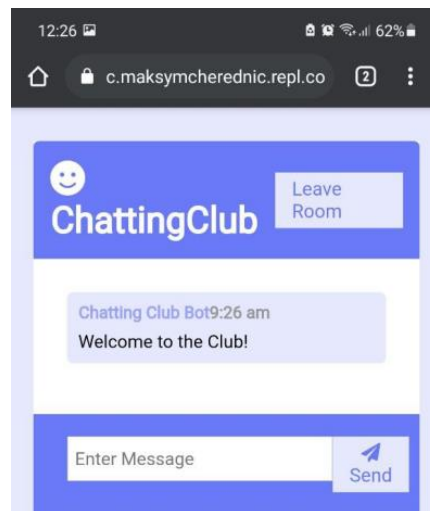 12:26 62%
c.maksymcherednic.repl.co 2
ChattingClub
Leave
Room
Chatting Club Bot9:26 am
Welcome to the Club!
Enter Message
Send